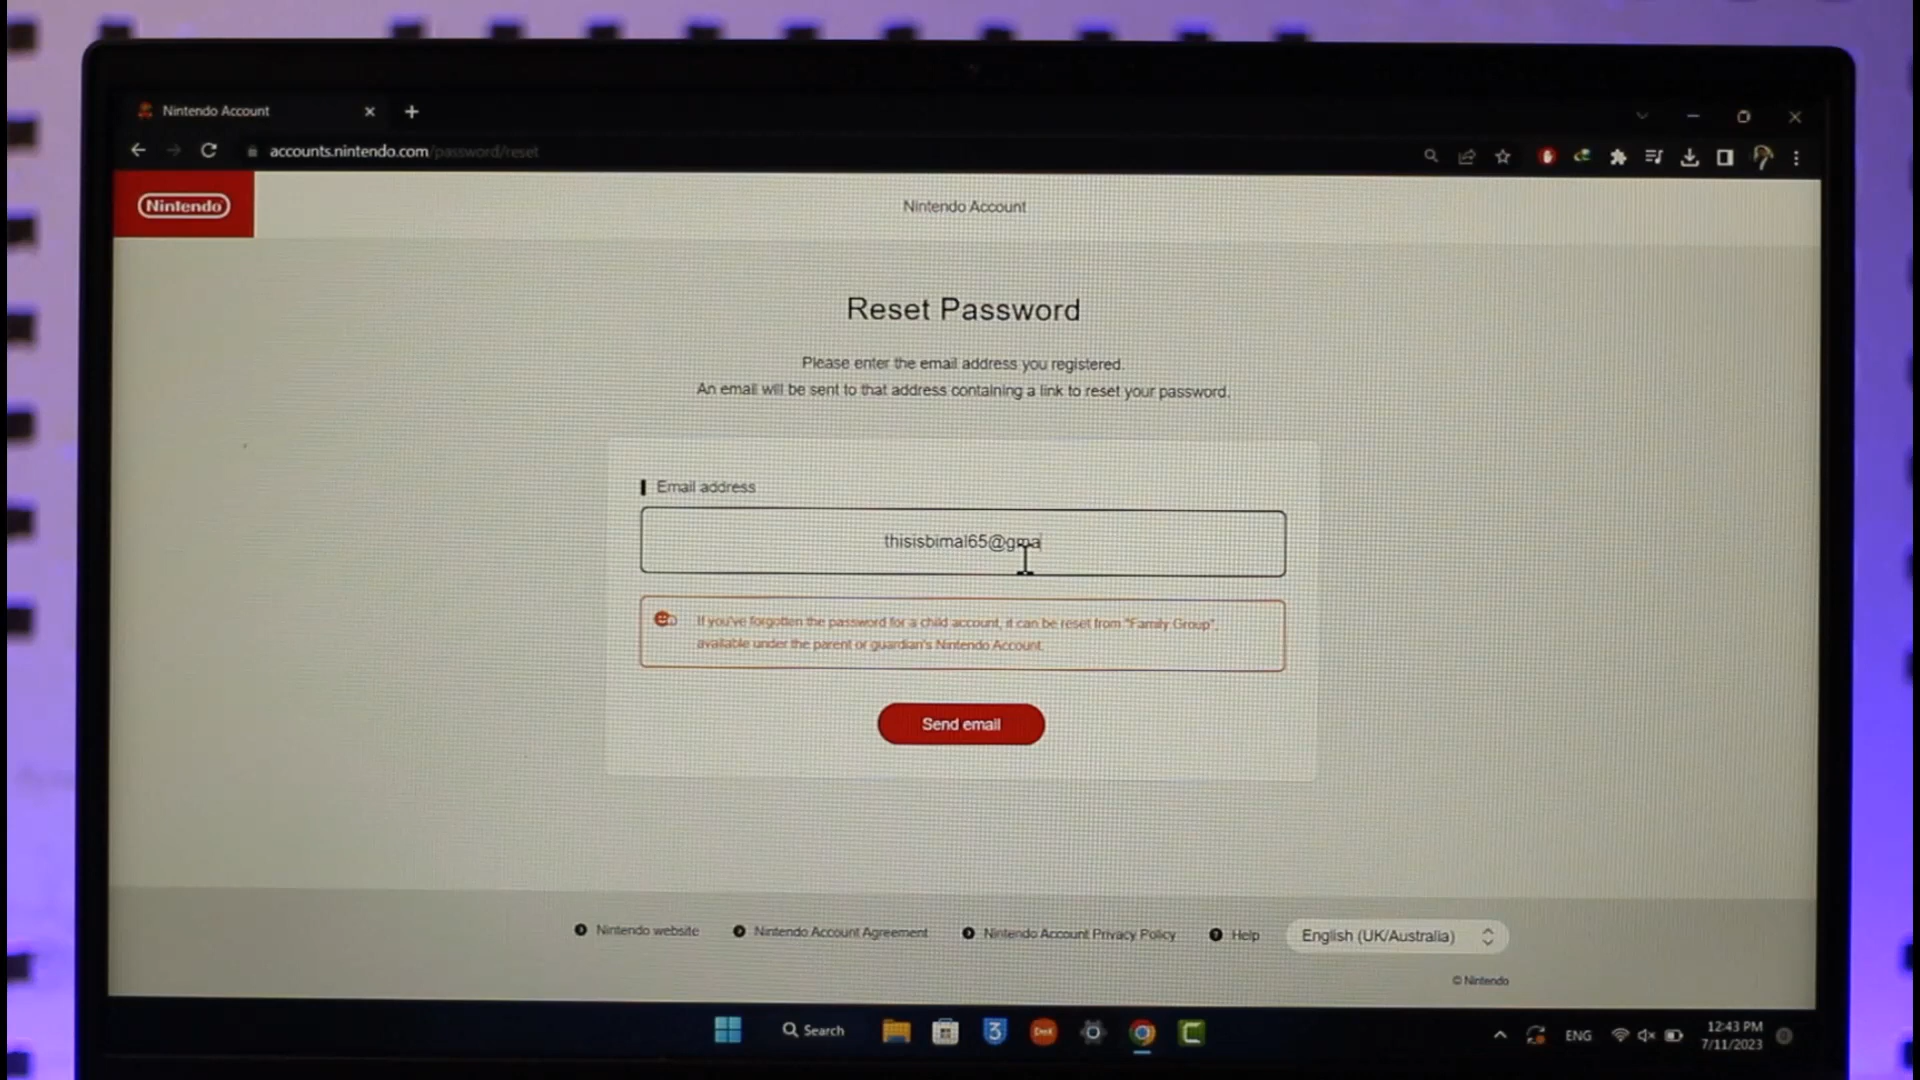 Nintendo Account
accounts.nintendo.com/password/reset
Nintendo
Nintendo Account
Reset Password
Please enter the email address you registered.
An email will be sent to that address containing a link to reset your password.
Email address
thisisbimal65@gma
If you've forgotten the password for a child account, it can be reset from "Family Group",
available under the parent or guardian's Nintendo Account.
Send email
Nintendo website
Nintendo Account Agreement
Nintendo Account Privacy Policy
Help
English (UK/Australia)
© Nintendo
Search
3
DeX
C
ENG
12:43 PM
7/11/2023